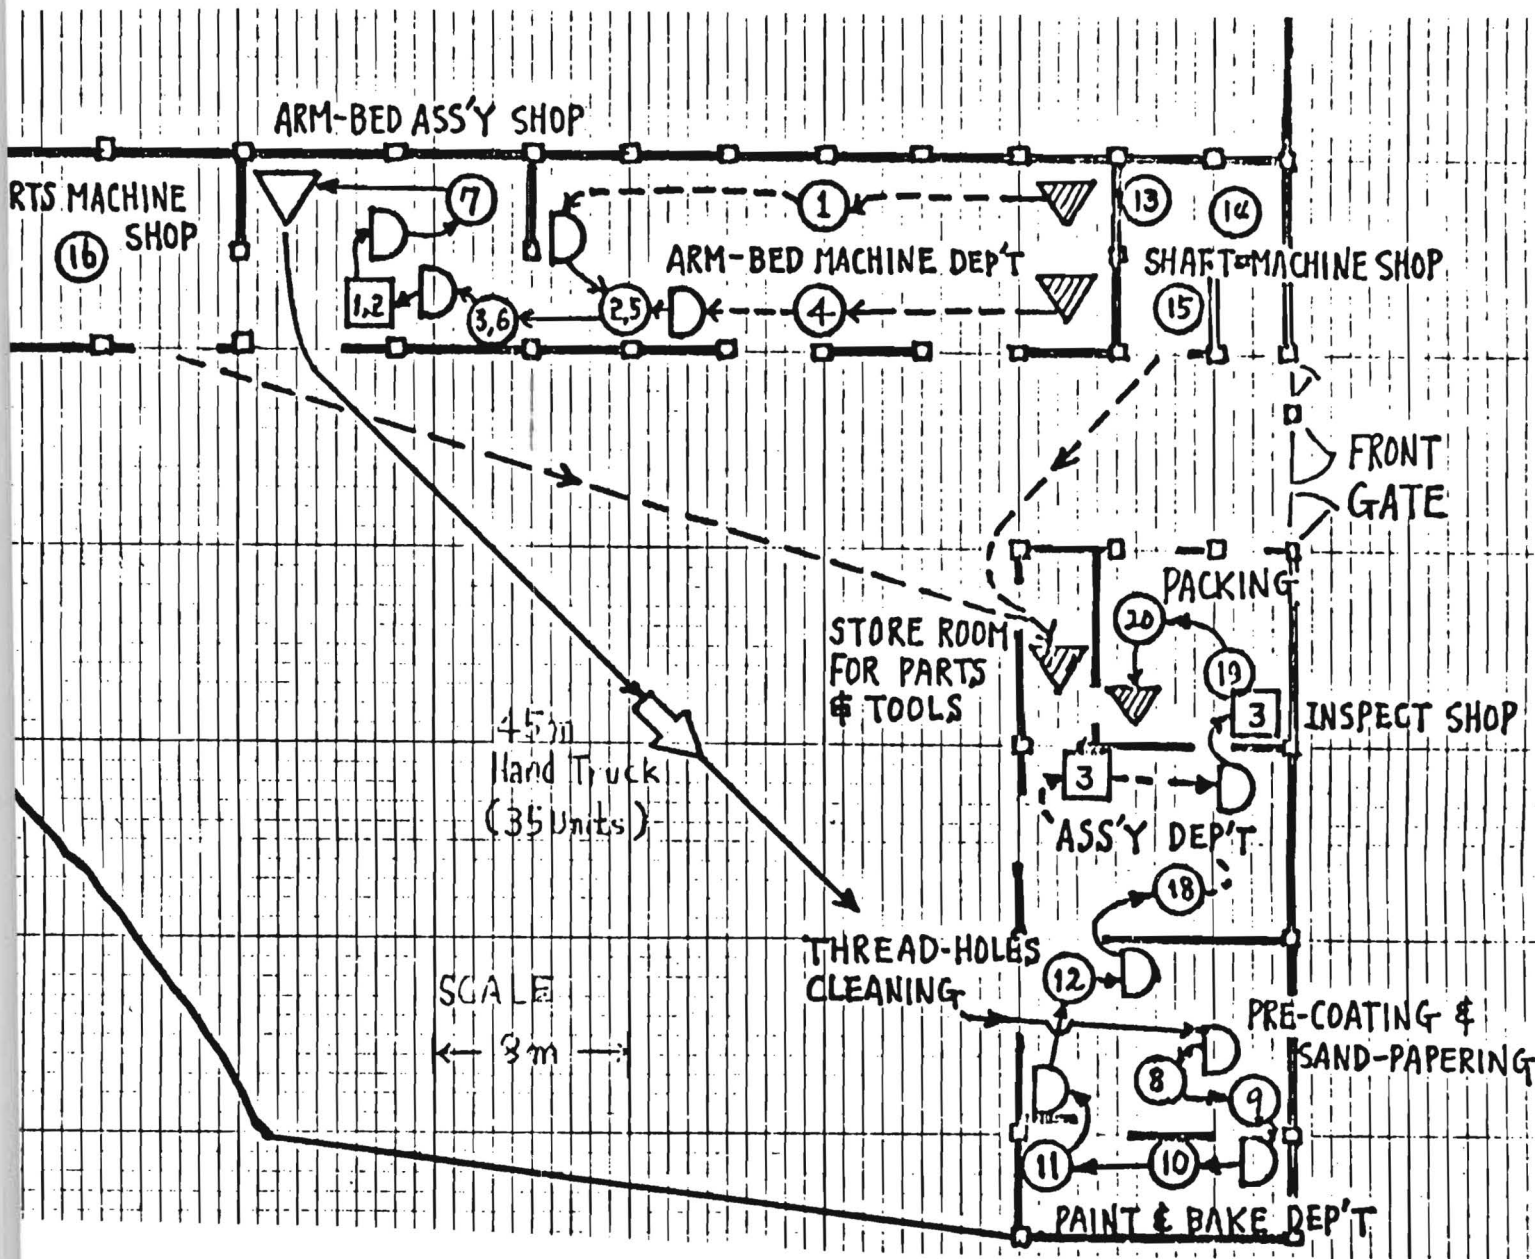 ARM-BED ASS'Y SHOP
RTS MACHINE
SHOP
16
7
1
13
14
ARM-BED MACHINE DEP'T
SHAFT-MACHINE SHOP
1,2
3,6
2,5
4
15
FRONT
GATE
PACKING
STORE ROOM
FOR PARTS
& TOOLS
20
19
3
INSPECT SHOP
45m
Hand Truck
(35 Units)
3
ASS'Y DEP'T
18
THREAD-HOLES
CLEANING
12
SCALE
8m
PRE-COATING &
SAND-PAPERING
8
9
11
10
PAINT & BAKE DEP'T